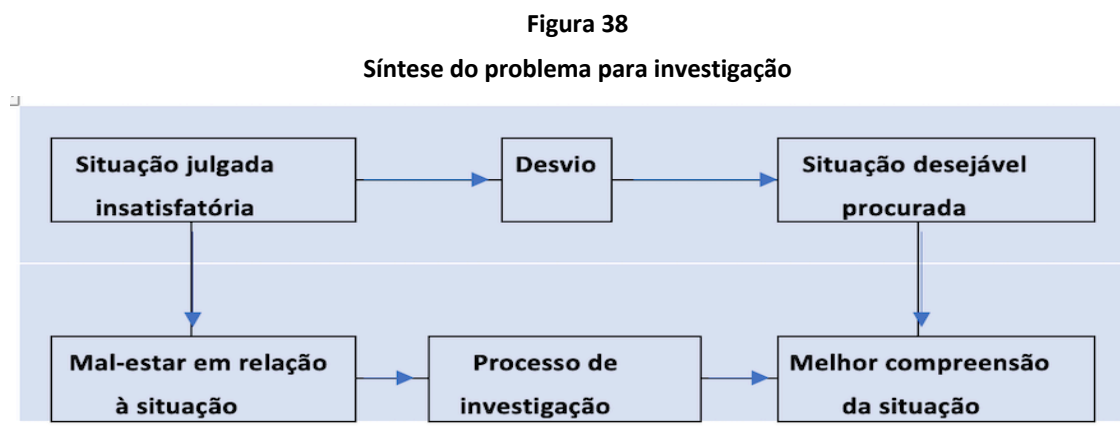 Figura 38
Síntese do problema para investigação
Situação julgada
insatisfatória
Desvio
Situação desejável
procurada
Mal-estar em relação
à situação
Processo de
investigação
Melhor compreensão
da situação